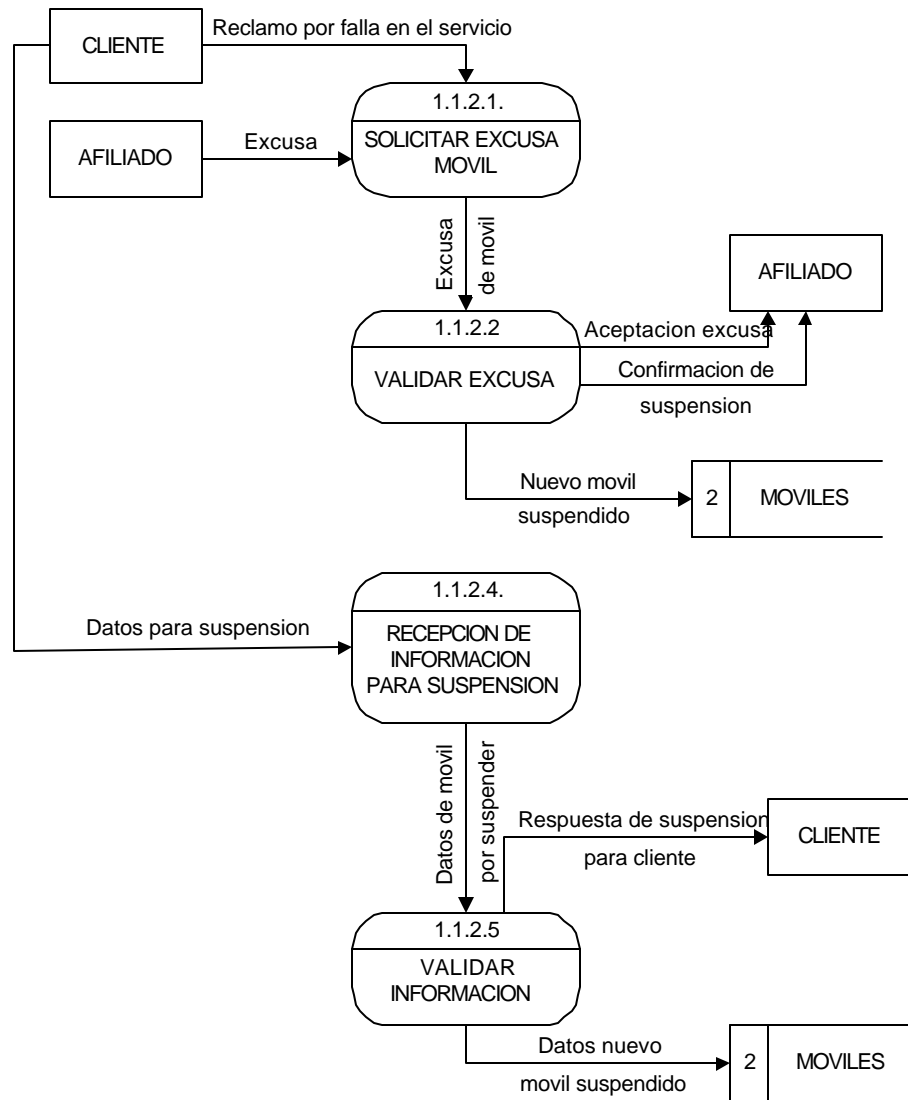 CLIENTE
Reclamo por falla en el servicio
1.1.2.1.
SOLICITAR EXCUSA
MOVIL
AFILIADO
Excusa
Excusa
de movil
AFILIADO
1.1.2.2
VALIDAR EXCUSA
Aceptacion excusa
Confirmacion de
suspension
Nuevo movil
suspendido
2
MOVILES
1.1.2.4.
RECEPCION DE
INFORMACION
PARA SUSPENSION
Datos para suspension
Datos de movil
por suspender
Respuesta de suspension
para cliente
CLIENTE
1.1.2.5
VALIDAR
INFORMACION
Datos nuevo
movil suspendido
2
MOVILES